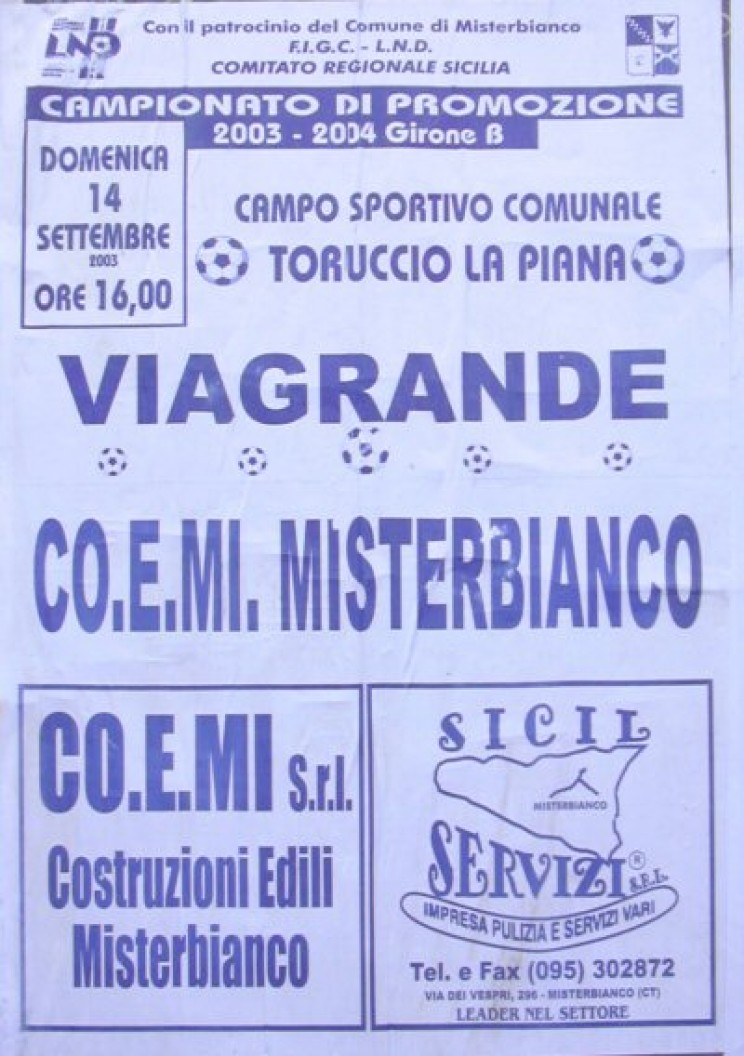 LND
Con il patrocinio del Comune di Misterbianco
F.I.G.C. - L.N.D.
COMITATO REGIONALE SICILIA
CAMPIONATO DI PROMOZIONE
2003 - 2004 Girone B
DOMENICA
14
SETTEMBRE
2003
ORE 16,00
CAMPO SPORTIVO COMUNALE
TORUCCIO LA PIANA
VIAGRANDE
CO.E.MI. MISTERBIANCO
CO.E.MI S.r.l.
Costruzioni Edili
Misterbianco
SICIL
MISTERBIANCO
SERVIZI® S.R.L.
IMPRESA PULIZIA E SERVIZI VARI
Tel. e Fax (095) 302872
VIA DEI VESPRI, 296 - MISTERBIANCO (CT)
LEADER NEL SETTORE